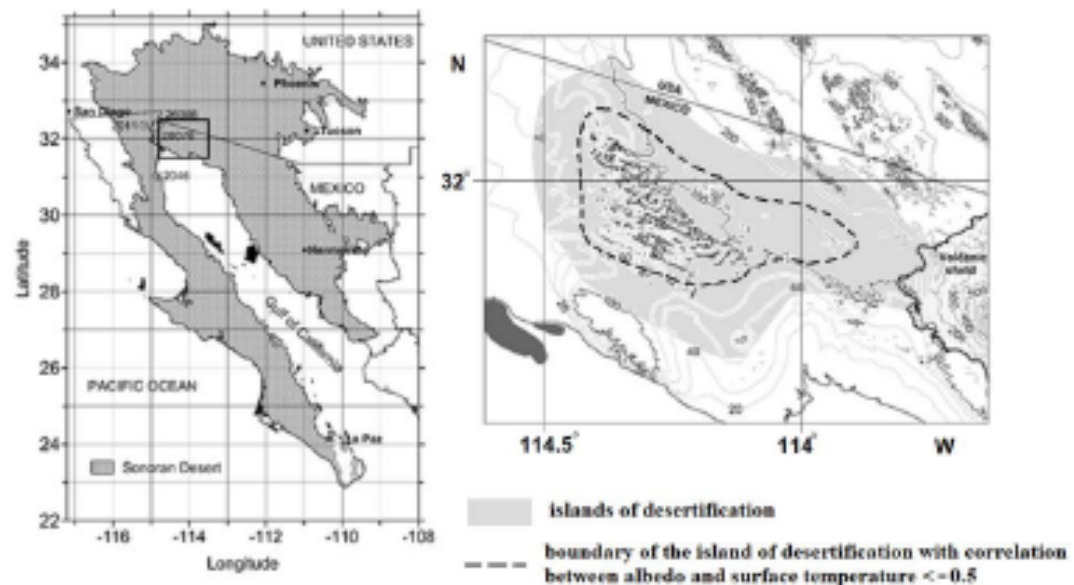 UNITED STATES
34
Phoenix
San Diego
32
Tucson
MEXICO
30
28
Gulf of California
26
PACIFIC OCEAN
La Paz
24
Sonoran Desert
22
-116
-114
-112
-110
-108
Latitude
Longitude
N
USA
MEXICO
32°
Volcanic
shield
20
114.5°
114°
W
islands of desertification
boundary of the island of desertification with correlation
between albedo and surface temperature <-0.5